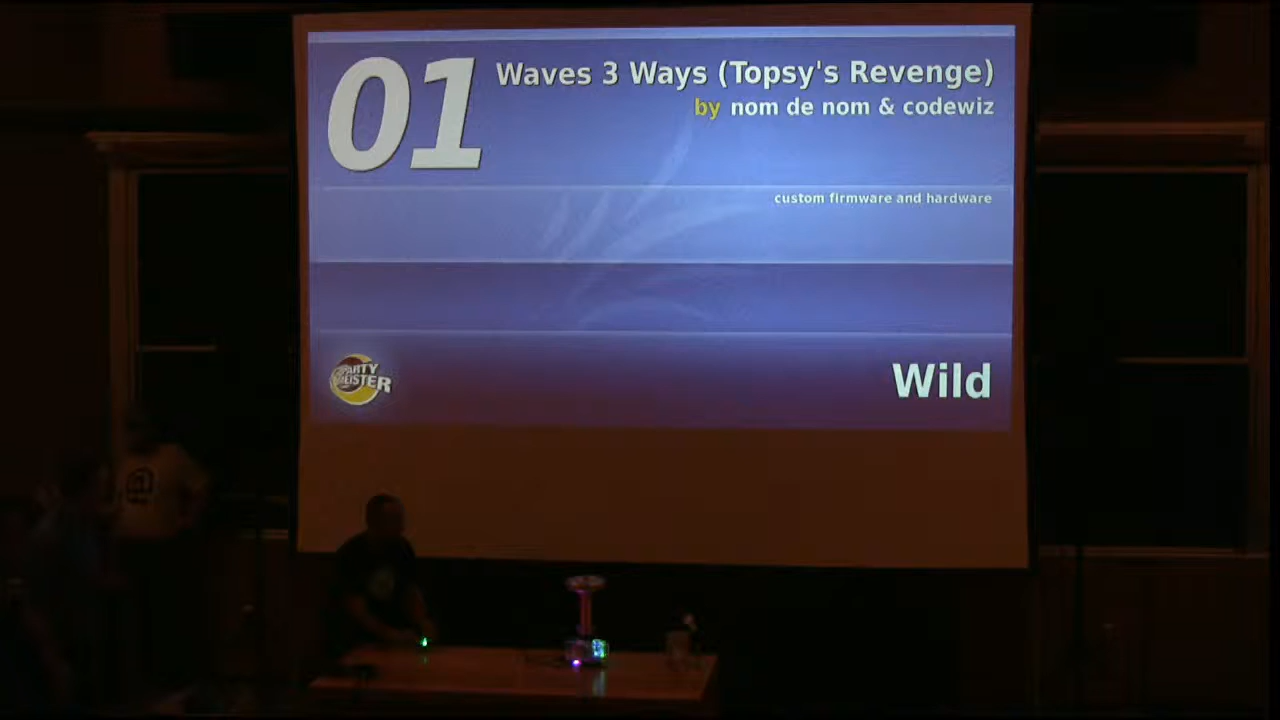 01
Waves 3 Ways (Topsy's Revenge)
by nom de nom & codewiz
custom firmware and hardware
PARTY
MEISTER
Wild